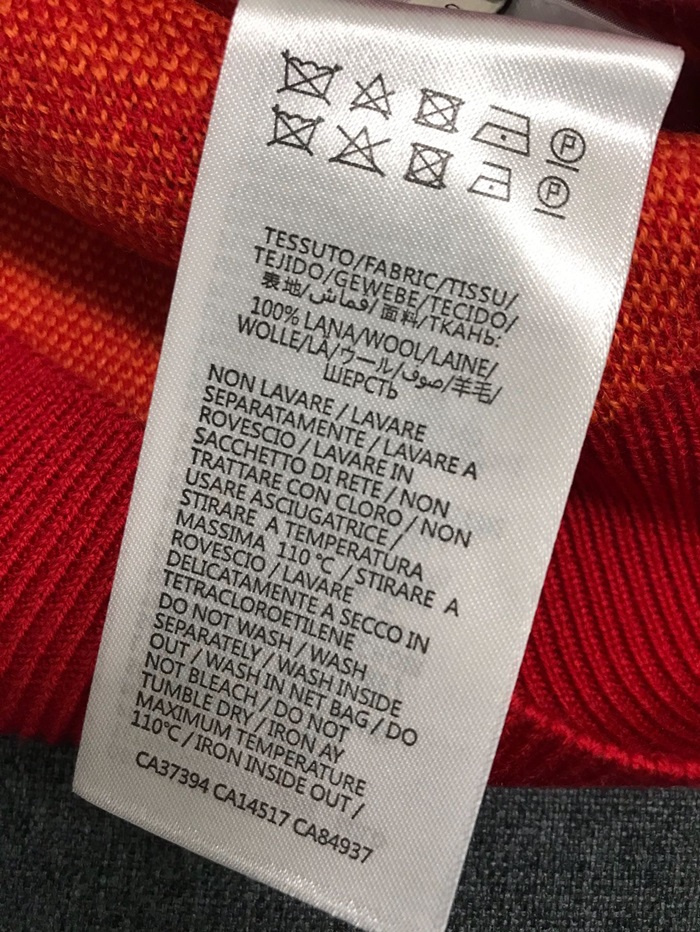 P
P
TESSUTO/FABRIC/TISSU/
TEJIDO/GEWEBE/TECIDO/
表地/قماش/面料/ТКАНЬ:
100% LANA/WOOL/LAINE/
WOLLE/LÃ/ウール/صوف/羊毛/
ШЕРСТЬ
NON LAVARE / LAVARE
SEPARATAMENTE / LAVARE A
ROVESCIO / LAVARE IN
SACCHETTO DI RETE / NON
TRATTARE CON CLORO / NON
USARE ASCIUGATRICE /
STIRARE A TEMPERATURA
MASSIMA 110 °C / STIRARE A
ROVESCIO / LAVARE
DELICATAMENTE A SECCO IN
TETRACLOROETILENE
DO NOT WASH / WASH
SEPARATELY / WASH INSIDE
OUT / WASH IN NET BAG / DO
NOT BLEACH / DO NOT
TUMBLE DRY / IRON AY
MAXIMUM TEMPERATURE
110°C / IRON INSIDE OUT /
CA37394 CA14517 CA84937